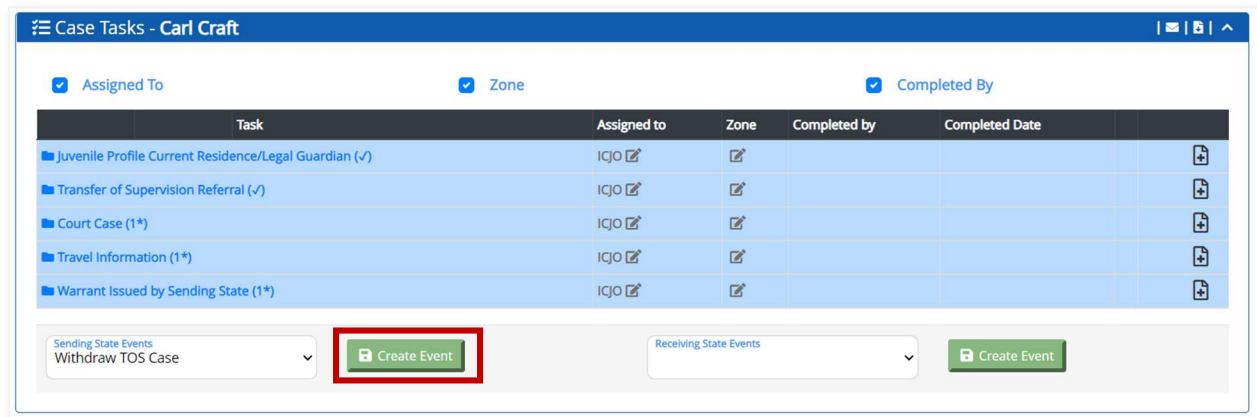 Case Tasks - Carl Craft
Assigned To Zone Completed By
Task Assigned to Zone Completed by Completed Date
Juvenile Profile Current Residence/Legal Guardian (✓) ICJO
Transfer of Supervision Referral (✓) ICJO
Court Case (1*) ICJO
Travel Information (1*) ICJO
Warrant Issued by Sending State (1*) ICJO
Sending State Events Receiving State Events
Withdraw TOS Case Create Event Create Event